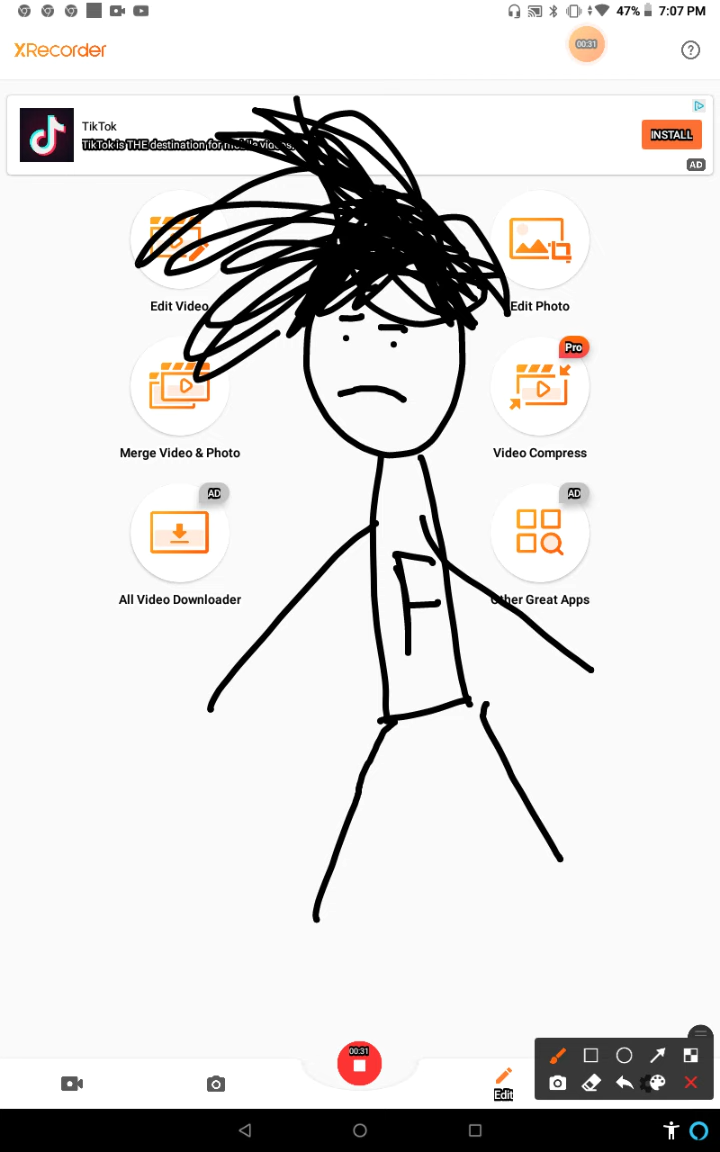 47% 7:07 PM
00:31
XRecorder
TikTok
TikTok is THE destination for mobile videos.
INSTALL
AD
Edit Video
Edit Photo
Pro
Merge Video & Photo
Video Compress
AD
AD
All Video Downloader
Other Great Apps
F
00:31
Edit